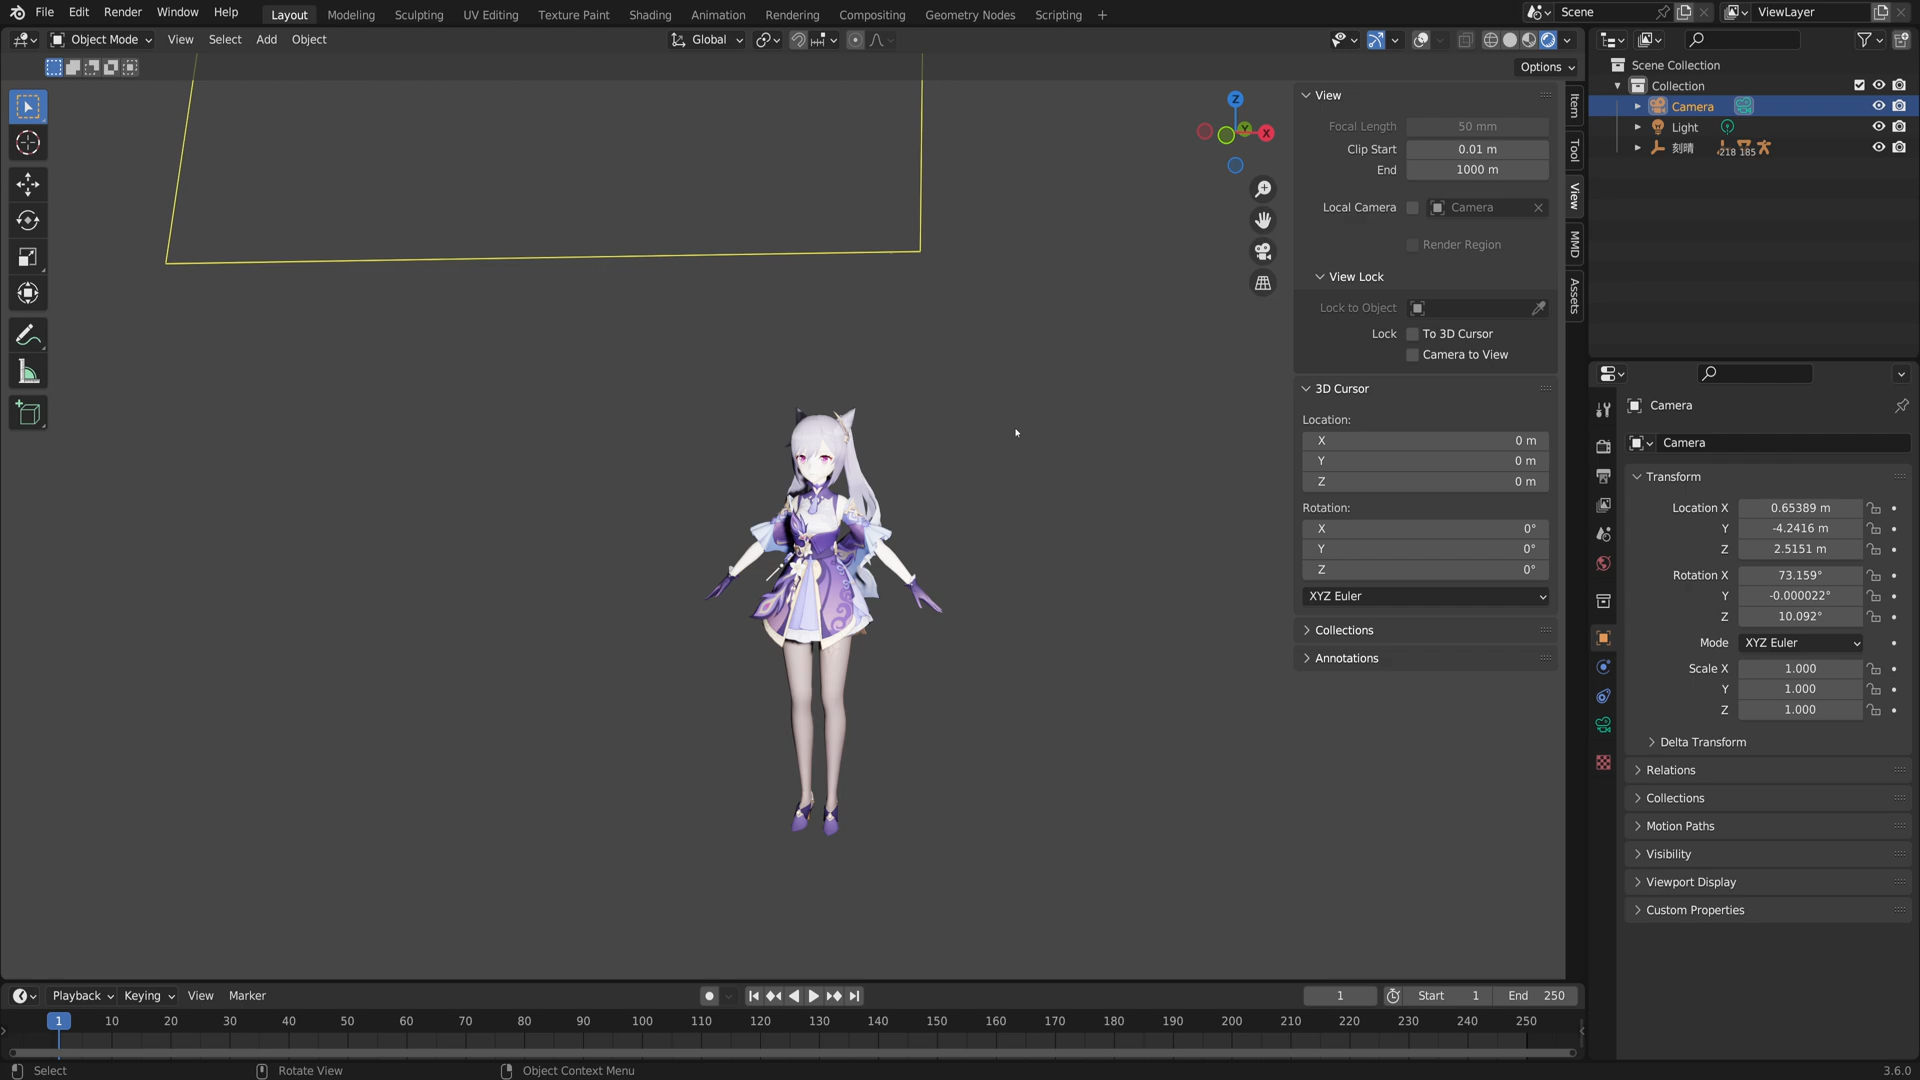 File Edit Render Window Help Layout Modeling Sculpting UV Editing Texture Paint Shading Animation Rendering Compositing Geometry Nodes Scripting + Scene ViewLayer
Object Mode View Select Add Object Global
Options
View
Focal Length 50 mm
Clip Start 0.01 m
End 1000 m
Local Camera Camera
Render Region
View Lock
Lock to Object
Lock To 3D Cursor
Camera to View
3D Cursor
Location:
X 0 m
Y 0 m
Z 0 m
Rotation:
X 0°
Y 0°
Z 0°
XYZ Euler
Collections
Annotations
Z
Y
X
Item
Tool
View
MMD
Assets
Scene Collection
Collection
Camera
Light
刻晴 218 185
Camera
Camera
Transform
Location X 0.65389 m
Y -4.2416 m
Z 2.5151 m
Rotation X 73.159°
Y -0.000022°
Z 10.092°
Mode XYZ Euler
Scale X 1.000
Y 1.000
Z 1.000
Delta Transform
Relations
Collections
Motion Paths
Visibility
Viewport Display
Custom Properties
Playback Keying View Marker 1 Start 1 End 250
1 10 20 30 40 50 60 70 80 90 100 110 120 130 140 150 160 170 180 190 200 210 220 230 240 250
Select Rotate View Object Context Menu 3.6.0